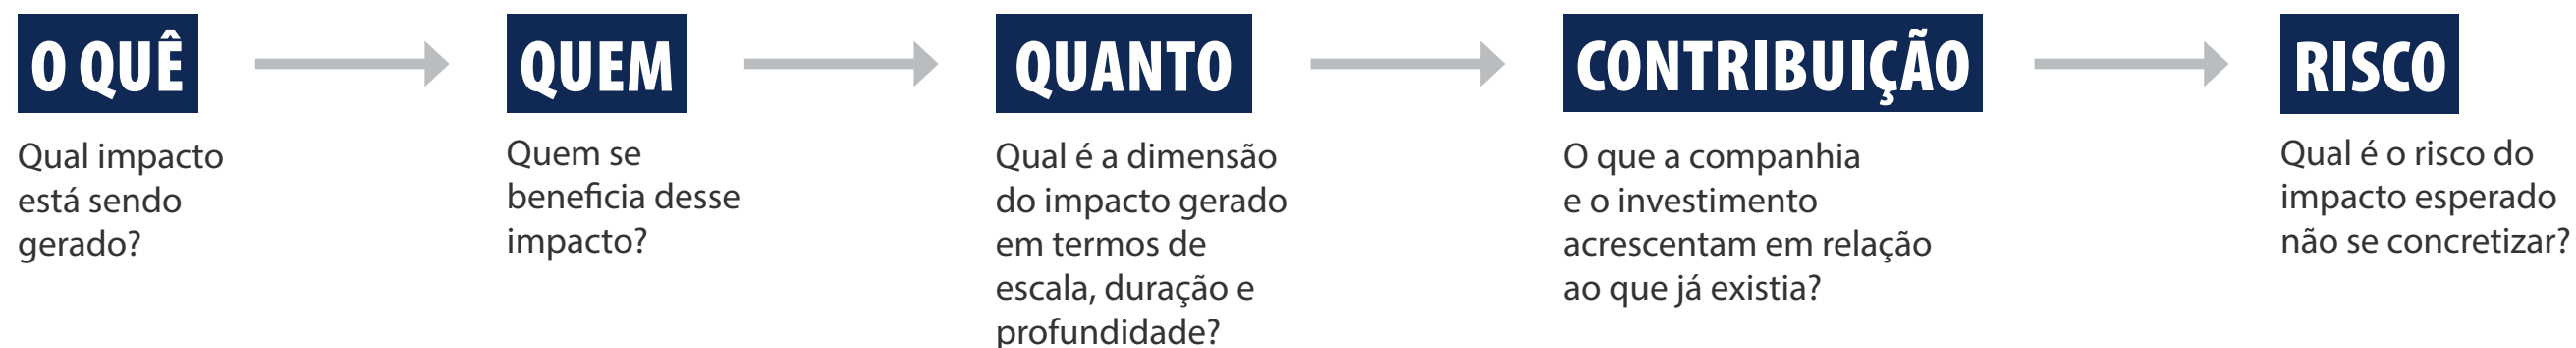 O QUÊ
Qual impacto
está sendo
gerado?
QUEM
Quem se
beneficia desse
impacto?
QUANTO
Qual é a dimensão
do impacto gerado
em termos de
escala, duração e
profundidade?
CONTRIBUIÇÃO
O que a companhia
e o investimento
acrescentam em relação
ao que já existia?
RISCO
Qual é o risco do
impacto esperado
não se concretizar?